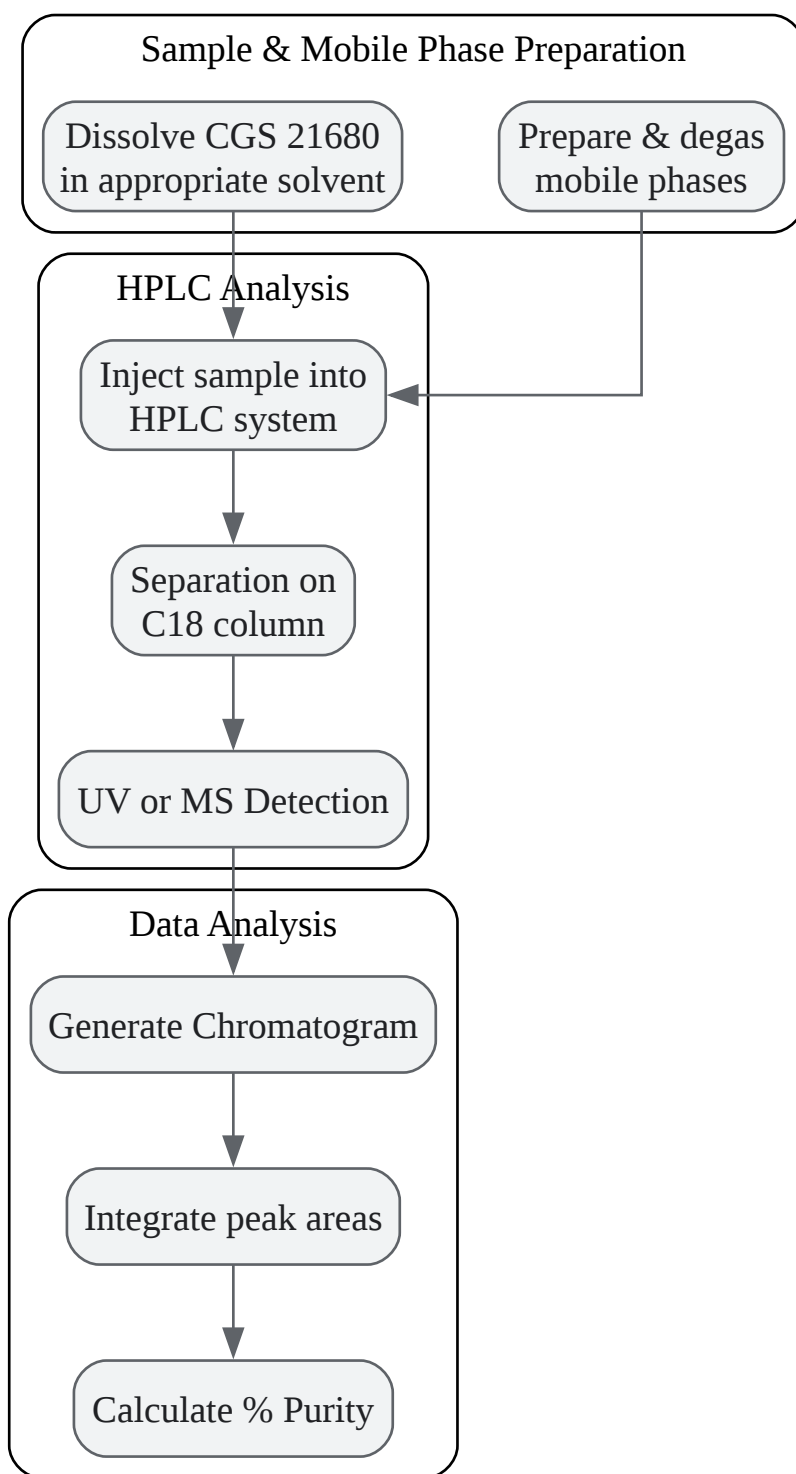 Sample & Mobile Phase Preparation
Dissolve CGS 21680
in appropriate solvent
Prepare & degas
mobile phases
HPLC Analysis
Inject sample into
HPLC system
Separation on
C18 column
UV or MS Detection
Data Analysis
Generate Chromatogram
Integrate peak areas
Calculate % Purity